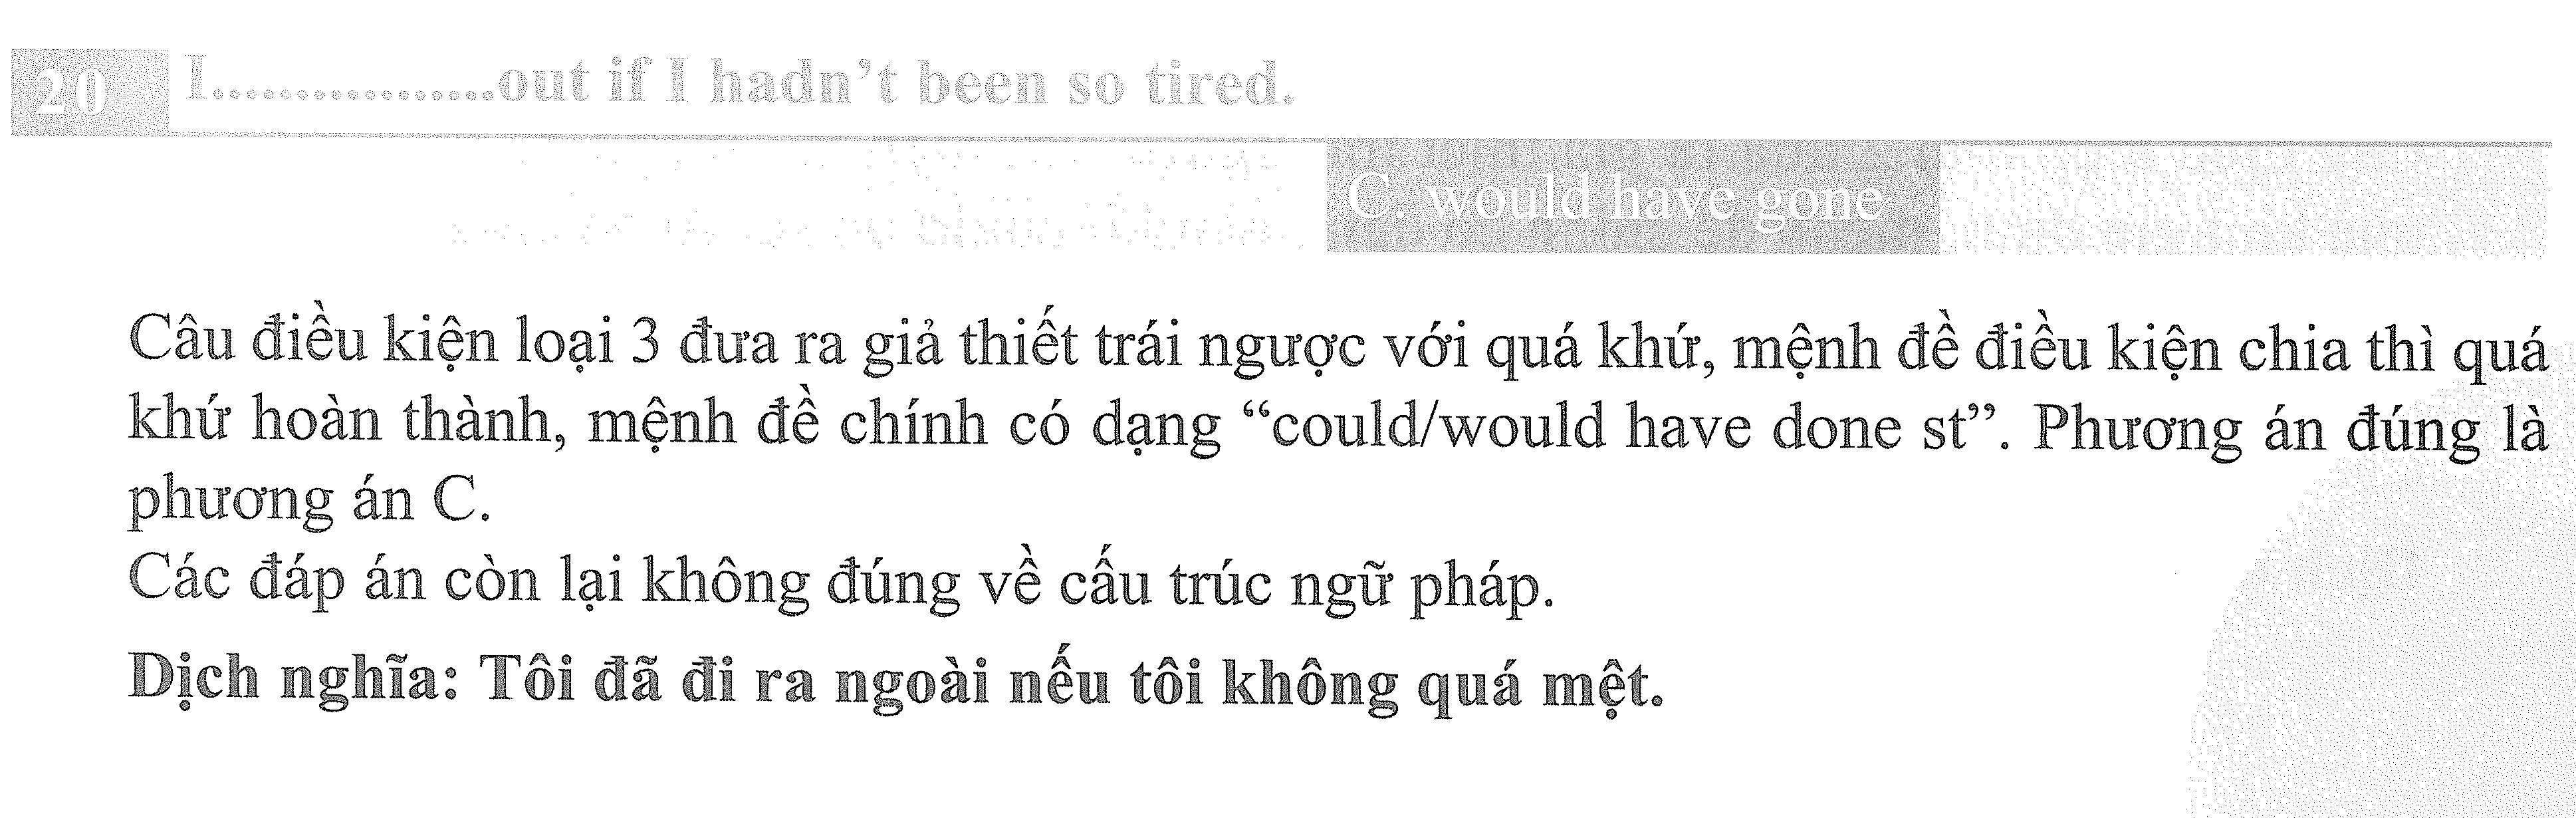 20 I.................out if I hadn't been so tired.
C. would have gone
Câu điều kiện loại 3 đưa ra giả thiết trái ngược với quá khứ, mệnh đề điều kiện chia thì quá
khứ hoàn thành, mệnh đề chính có dạng “could/would have done st”. Phương án đúng là
phương án C.
Các đáp án còn lại không đúng về cấu trúc ngữ pháp.
Dịch nghĩa: Tôi đã đi ra ngoài nếu tôi không quá mệt.